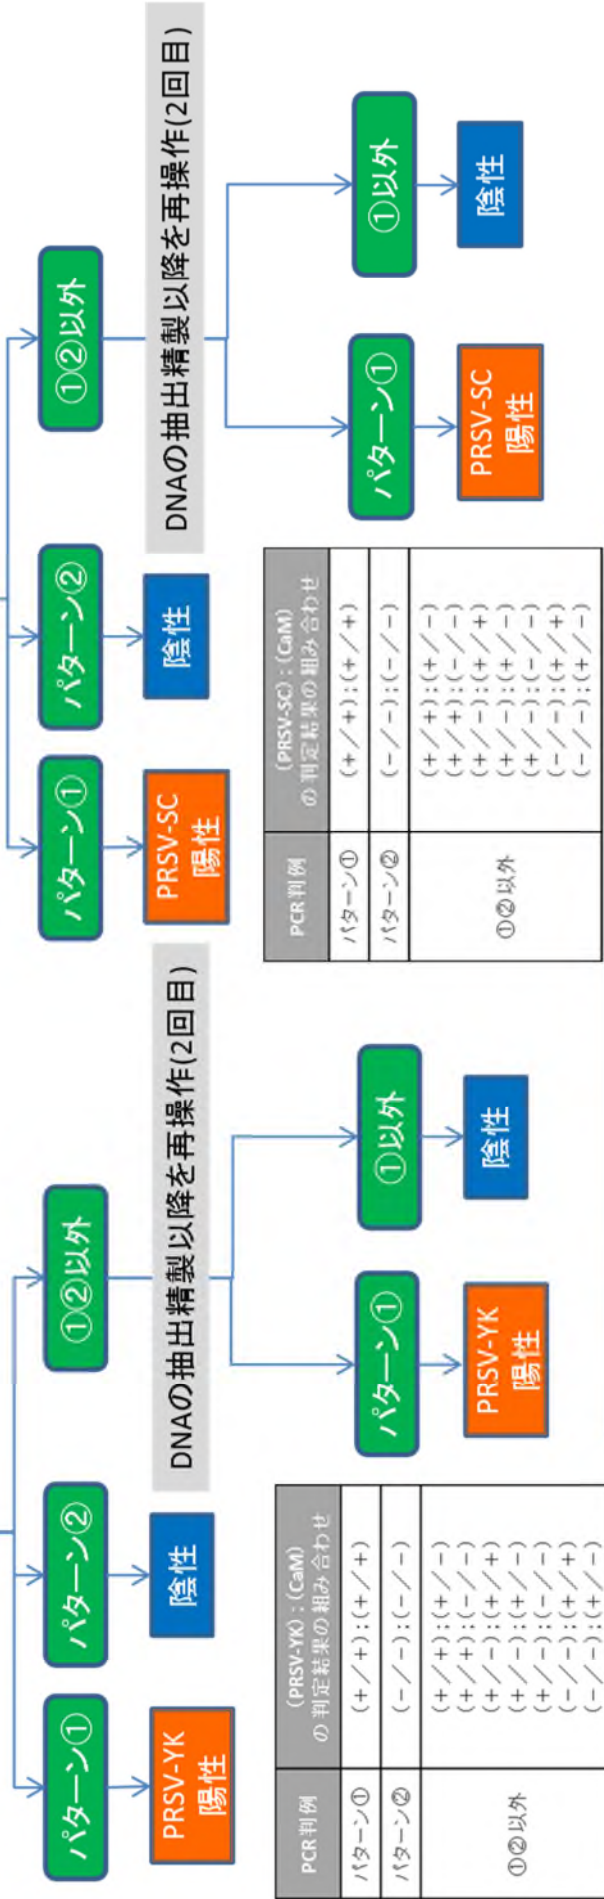 パターン①
パターン②
①②以外
PRSV-YK
陽性
陰性
DNAの抽出精製以降を再操作(2回目)
パターン①
①以外
PRSV-YK
陽性
陰性
PCR判例
(PRSV-YK) : (CaM)
の判定結果の組み合わせ
パターン①
(+/+):(+/+)
パターン②
(-/-):(-/-)
①②以外
(+/+):(+/-)
(+/+):(-/-)
(+/-):(+/+)
(+/-):(+/-)
(+/-):(-/-)
(-/-):(+/+)
(-/-):(+/-)
パターン①
パターン②
①②以外
PRSV-SC
陽性
陰性
DNAの抽出精製以降を再操作(2回目)
パターン①
①以外
PRSV-SC
陽性
陰性
PCR判例
(PRSV-SC) : (CaM)
の判定結果の組み合わせ
パターン①
(+/+):(+/+)
パターン②
(-/-):(-/-)
①②以外
(+/+):(+/-)
(+/+):(-/-)
(+/-):(+/+)
(+/-):(+/-)
(+/-):(-/-)
(-/-):(+/+)
(-/-):(+/-)